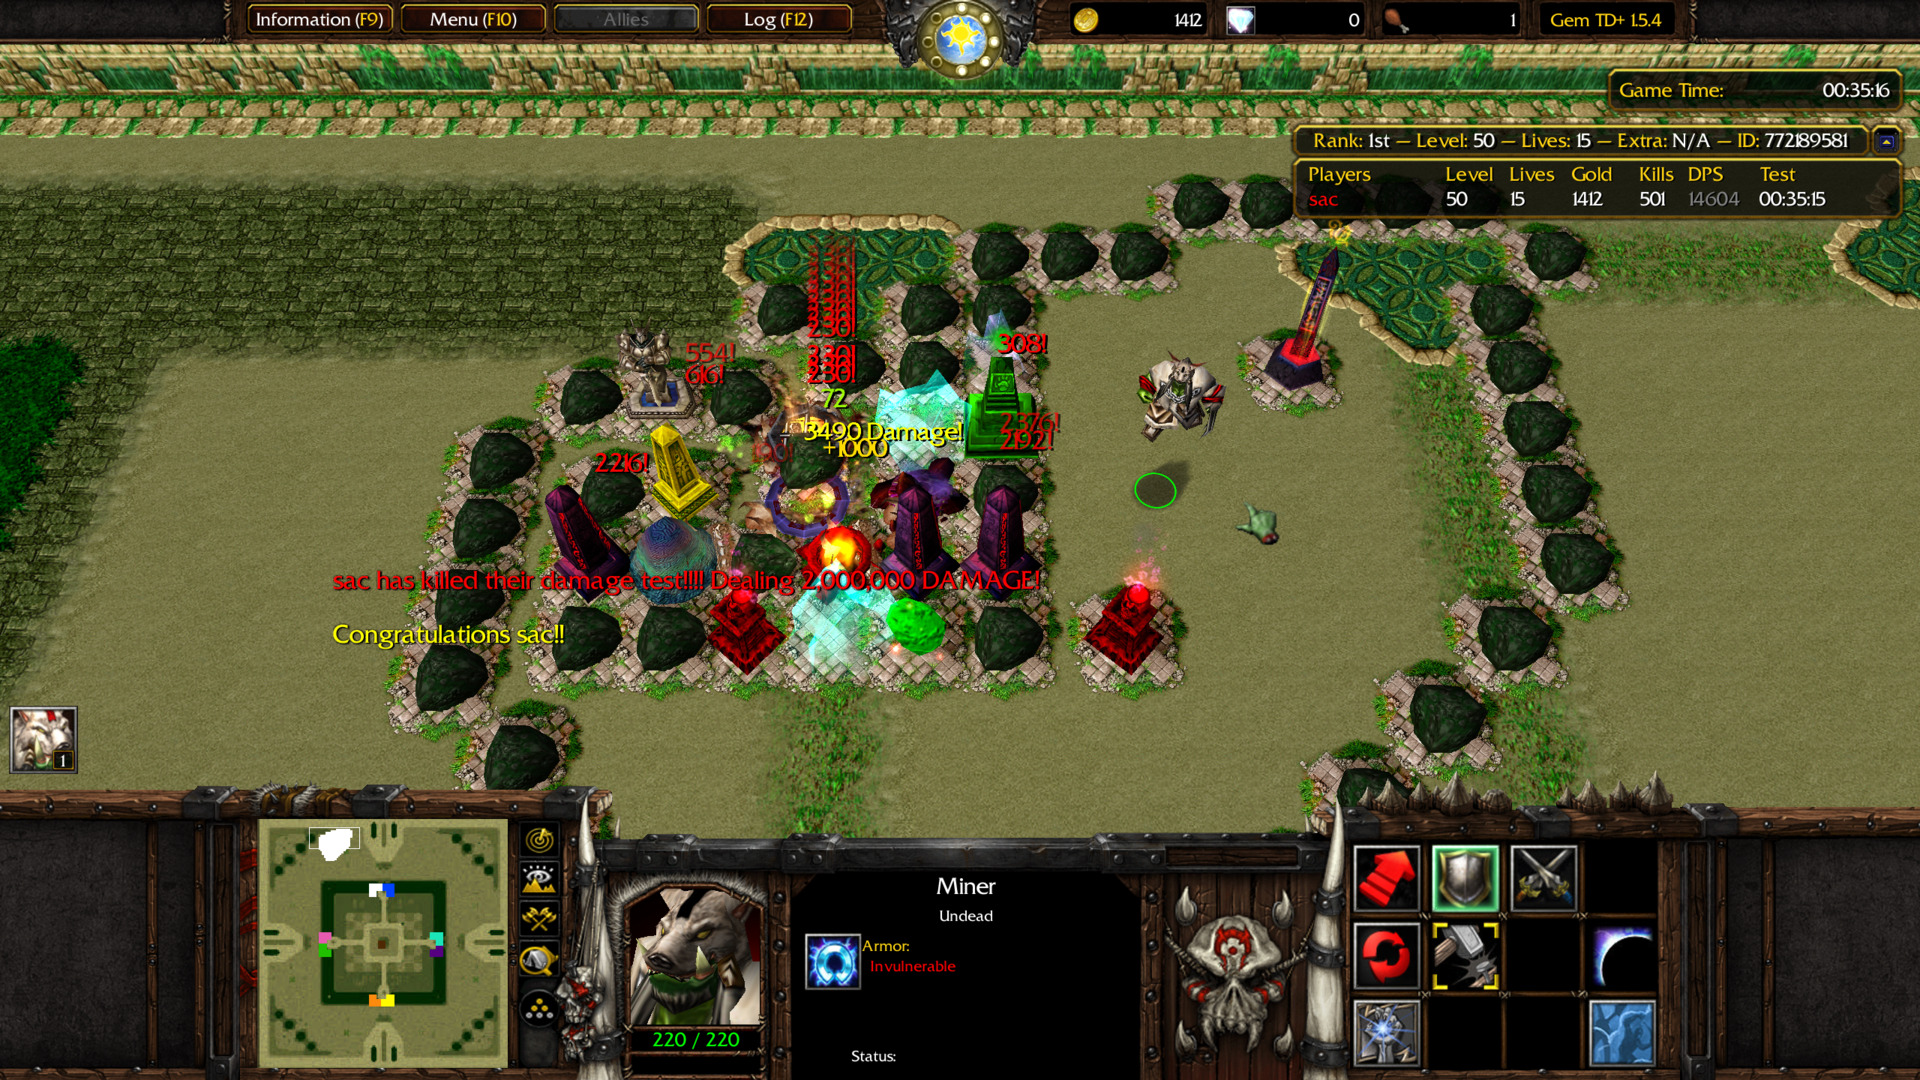 Information (F9)
Menu (F10)
Allies
Log (F12)
1412
0
1
Gem TD+ 1.5.4
Game Time: 00:35:16
Rank: 1st — Level: 50 — Lives: 15 — Extra: N/A — ID: 772189581
Players Level Lives Gold Kills DPS Test
sac 50 15 1412 501 14604 00:35:15
230!
308!
554!
330!
616!
230!
72
2376!
3490 Damage!
2192!
+1000
2216!
sac has killed their damage test!!!! Dealing 2,000,000 DAMAGE!
Congratulations sac!!
1
Miner
Undead
Armor:
Invulnerable
220 / 220
Status: